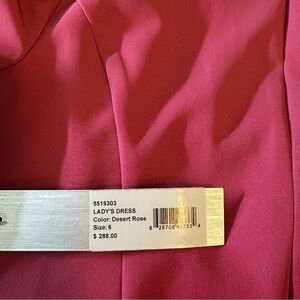 5519303
LADY'S DRESS
Color: Desert Rose
Size: 6
$ 288.00